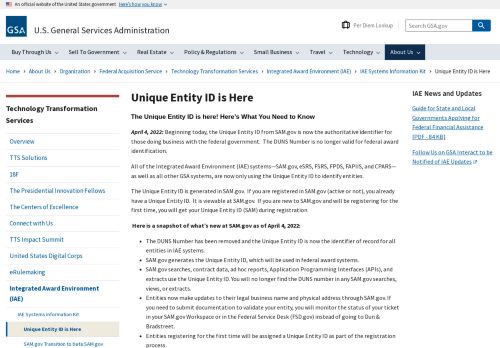 An official website of the United States government Here's how you know
GSA
U.S. General Services Administration
Per Diem Lookup
Search GSA.gov
Buy Through Us
Sell To Government
Real Estate
Policy & Regulations
Small Business
Travel
Technology
About Us
Home › About Us › Organization › Federal Acquisition Service › Technology Transformation Services › Integrated Award Environment (IAE) › IAE Systems Information Kit › Unique Entity ID is Here
Technology Transformation
Services
Overview
TTS Solutions
18F
The Presidential Innovation Fellows
The Centers of Excellence
Connect with Us
TTS Impact Summit
United States Digital Corps
eRulemaking
Integrated Award Environment
(IAE)
IAE Systems Information Kit
Unique Entity ID is Here
SAM.gov Transition to beta.SAM.gov
Unique Entity ID is Here
The Unique Entity ID is here! Here's What You Need to Know
April 4, 2022: Beginning today, the Unique Entity ID from SAM.gov is now the authoritative identifier for
those doing business with the federal government. The DUNS Number is no longer valid for federal award
identification.
All of the Integrated Award Environment (IAE) systems—SAM.gov, eSRS, FSRS, FPDS, FAPIIS, and CPARS—
as well as all other GSA systems, are now only using the Unique Entity ID to identify entities.
The Unique Entity ID is generated in SAM.gov. If you are registered in SAM.gov (active or not), you already
have a Unique Entity ID. It is viewable at SAM.gov. If you are new to SAM.gov and will be registering for the
first time, you will get your Unique Entity ID (SAM) during registration.
Here is a snapshot of what's new at SAM.gov as of April 4, 2022:
• The DUNS Number has been removed and the Unique Entity ID is now the identifier of record for all
entities in IAE systems.
• SAM.gov generates the Unique Entity ID, which will be used in federal award systems.
• SAM.gov searches, contract data, ad hoc reports, Application Programming Interfaces (APIs), and
extracts use the Unique Entity ID. You will no longer find the DUNS number in any SAM.gov searches,
views, or extracts.
• Entities now make updates to their legal business name and physical address through SAM.gov. If
you need to submit documentation to validate your entity, you will monitor the status of your ticket
in your SAM.gov Workspace or in the Federal Service Desk (FSD.gov) instead of going to Dun &
Bradstreet.
• Entities registering for the first time will be assigned a Unique Entity ID as part of the registration
process.
IAE News and Updates
Guide for State and Local
Governments Applying for
Federal Financial Assistance
[PDF - 84 KB]
Follow Us on GSA Interact to be
Notified of IAE Updates